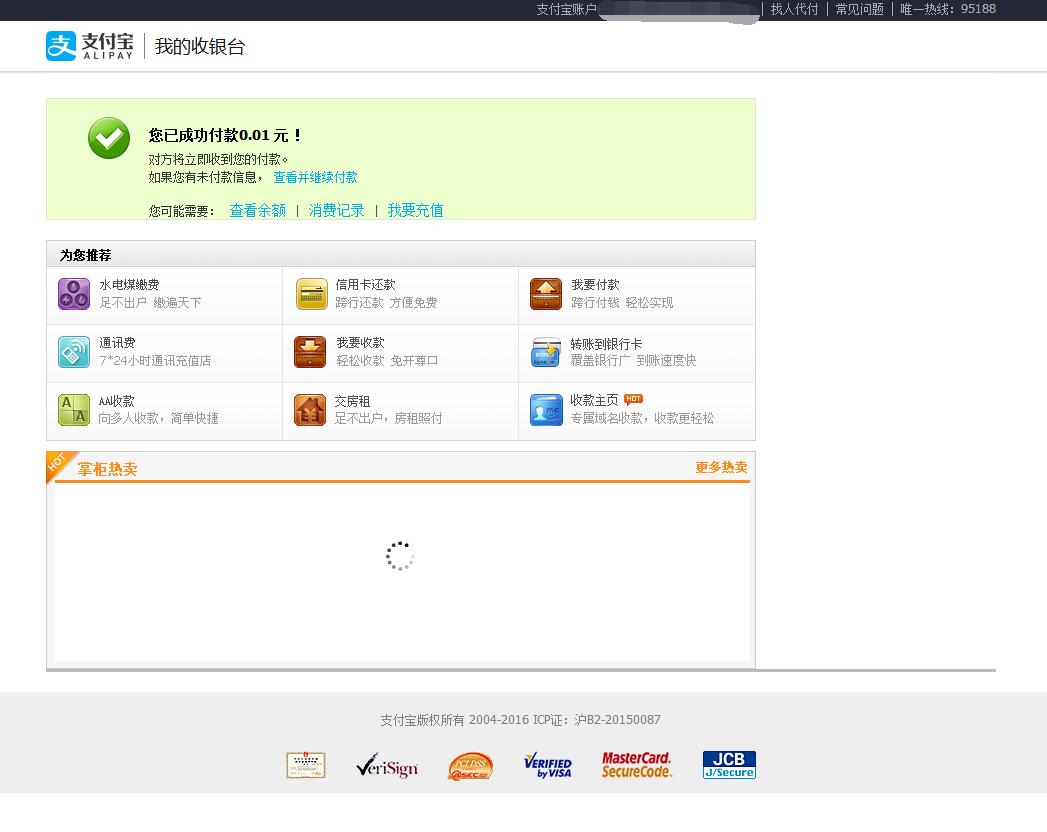 支付宝账户 | 找人代付 | 常见问题 | 唯一热线：95188
支 支付宝 ALIPAY 我的收银台
您已成功付款0.01 元！
对方将立即收到您的付款。
如果您有未付款信息， 查看并继续付款
您可能需要： 查看余额 | 消费记录 | 我要充值
为您推荐
水电煤缴费
足不出户 缴遍天下
信用卡还款
跨行还款 方便免费
我要付款
跨行付钱 轻松实现
通讯费
7*24小时通讯充值店
我要收款
轻松收款 免开尊口
转账到银行卡
覆盖银行广 到账速度快
AA收款
向多人收款，简单快捷
交房租
足不出户，房租照付
收款主页 HOT
专属域名收款，收款更轻松
HOT 掌柜热卖 更多热卖
支付宝版权所有 2004-2016 ICP证：沪B2-20150087
VeriSign
PCI DSS
@SEC
VERIFIED
by VISA
MasterCard.
SecureCode.
JCB
J/Secure